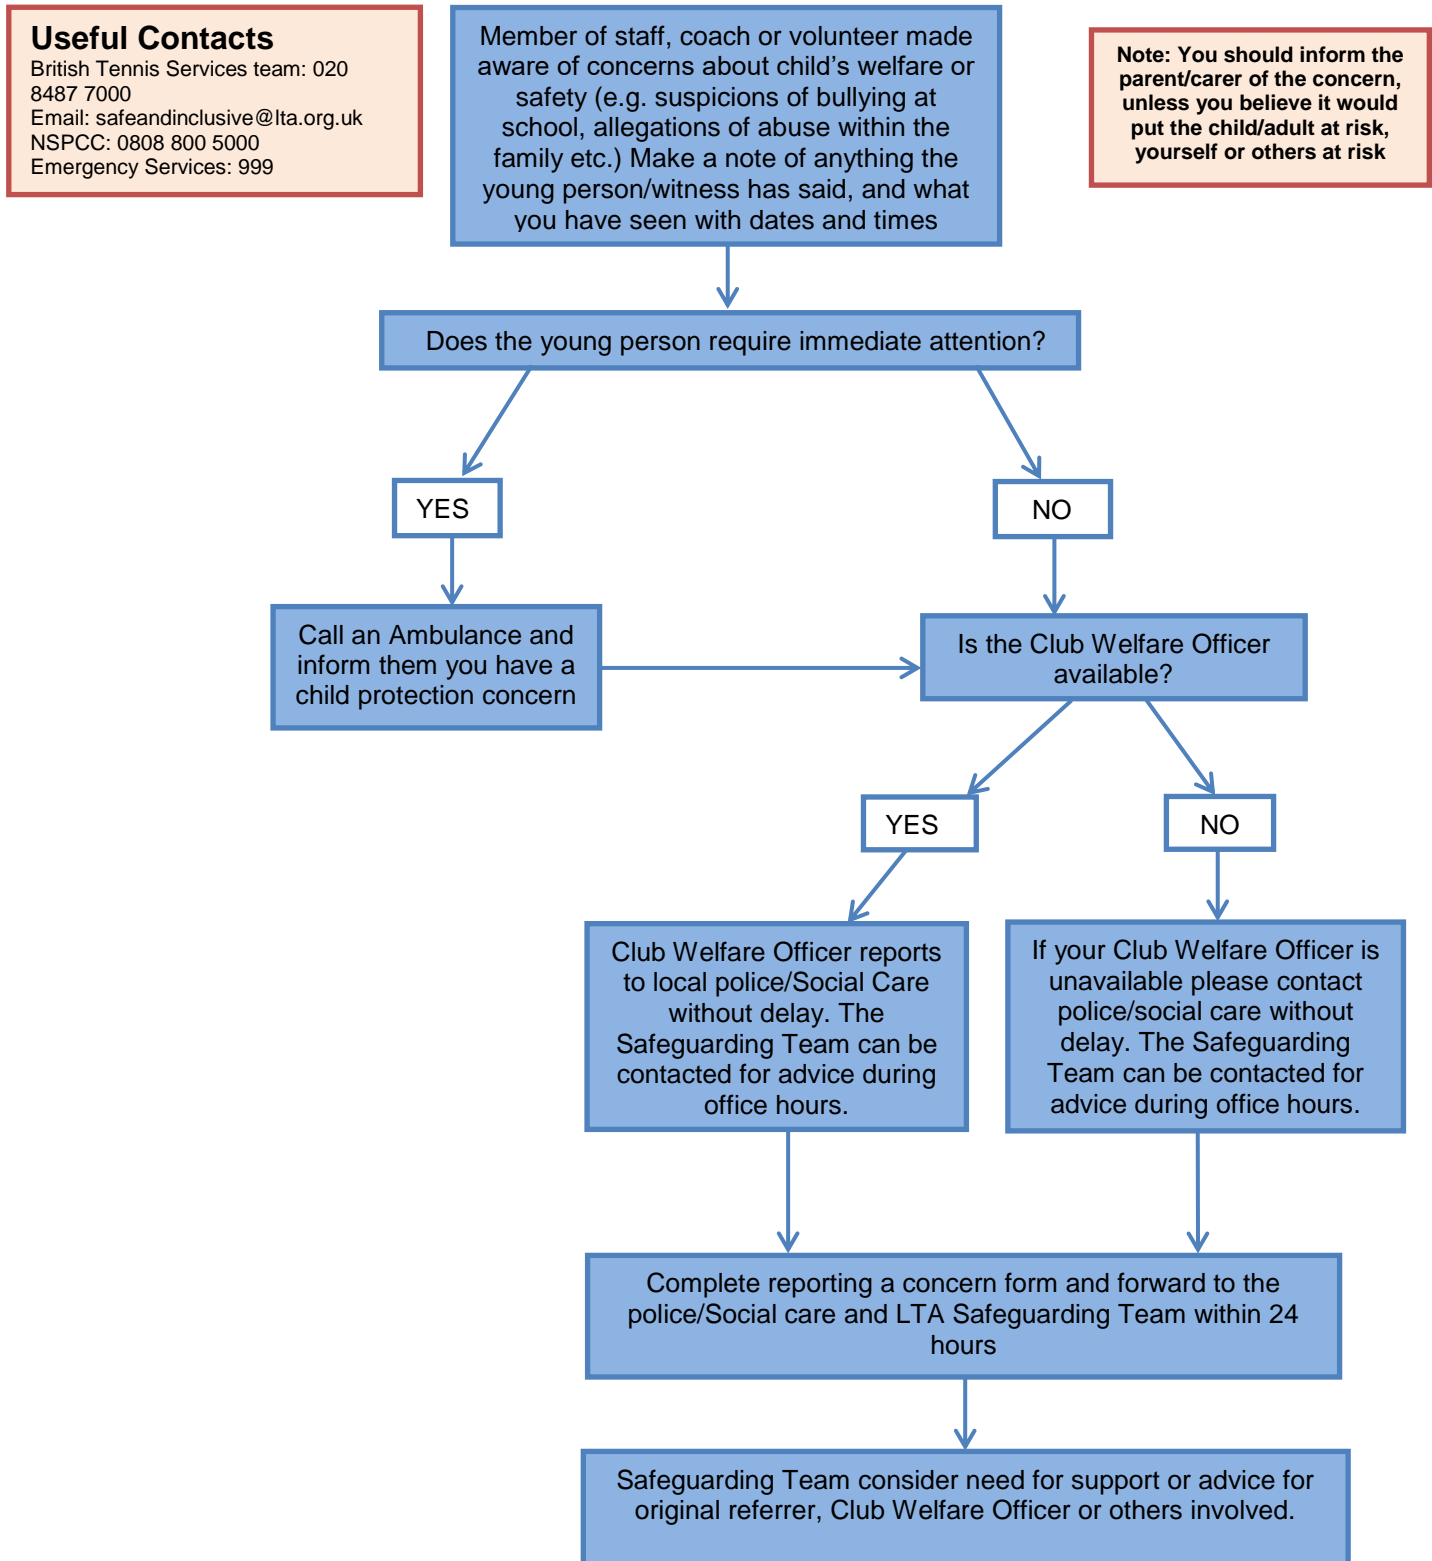 Useful Contacts
British Tennis Services team: 020
8487 7000
Email: safeandinclusive@lta.org.uk
NSPCC: 0808 800 5000
Emergency Services: 999
Member of staff, coach or volunteer made
aware of concerns about child's welfare or
safety (e.g. suspicions of bullying at
school, allegations of abuse within the
family etc.) Make a note of anything the
young person/witness has said, and what
you have seen with dates and times
Note: You should inform the
parent/carer of the concern,
unless you believe it would
put the child/adult at risk,
yourself or others at risk
Does the young person require immediate attention?
YES
NO
Call an Ambulance and
inform them you have a
child protection concern
Is the Club Welfare Officer
available?
YES
NO
Club Welfare Officer reports
to local police/Social Care
without delay. The
Safeguarding Team can be
contacted for advice during
office hours.
If your Club Welfare Officer is
unavailable please contact
police/social care without
delay. The Safeguarding
Team can be contacted for
advice during office hours.
Complete reporting a concern form and forward to the
police/Social care and LTA Safeguarding Team within 24
hours
Safeguarding Team consider need for support or advice for
original referrer, Club Welfare Officer or others involved.